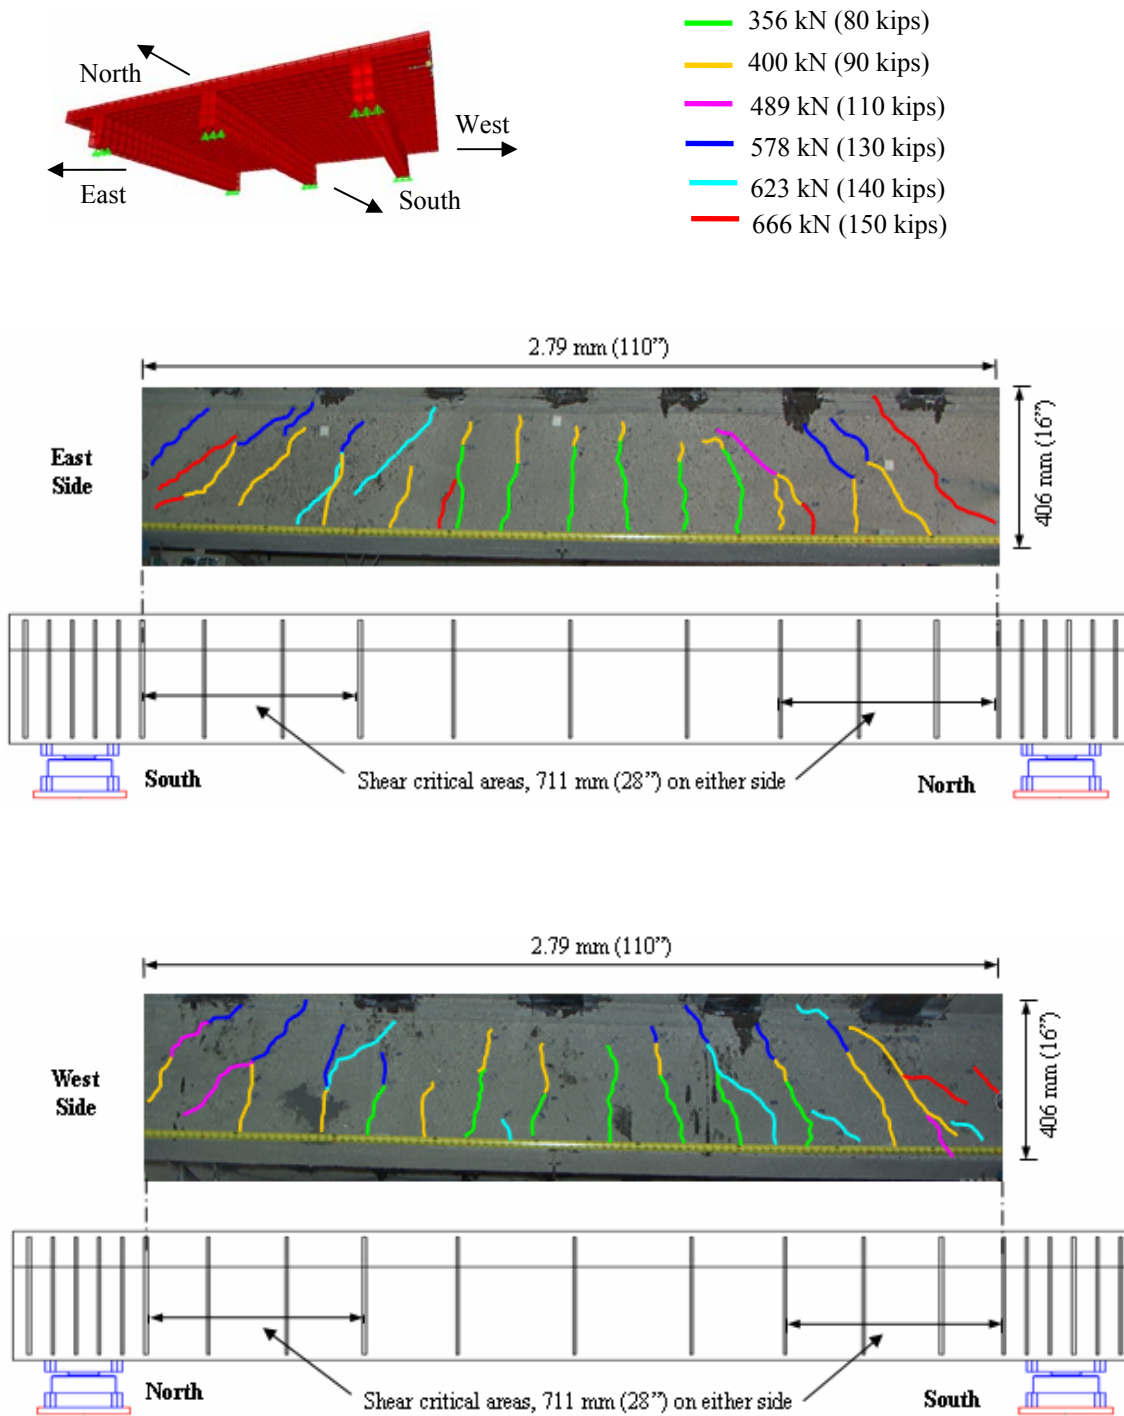 North
West
East
South
356 kN (80 kips)
400 kN (90 kips)
489 kN (110 kips)
578 kN (130 kips)
623 kN (140 kips)
666 kN (150 kips)
2.79 mm (110”)
East
Side
406 mm (16”)
South
Shear critical areas, 711 mm (28”) on either side
North
2.79 mm (110”)
West
Side
406 mm (16”)
North
Shear critical areas, 711 mm (28”) on either side
South